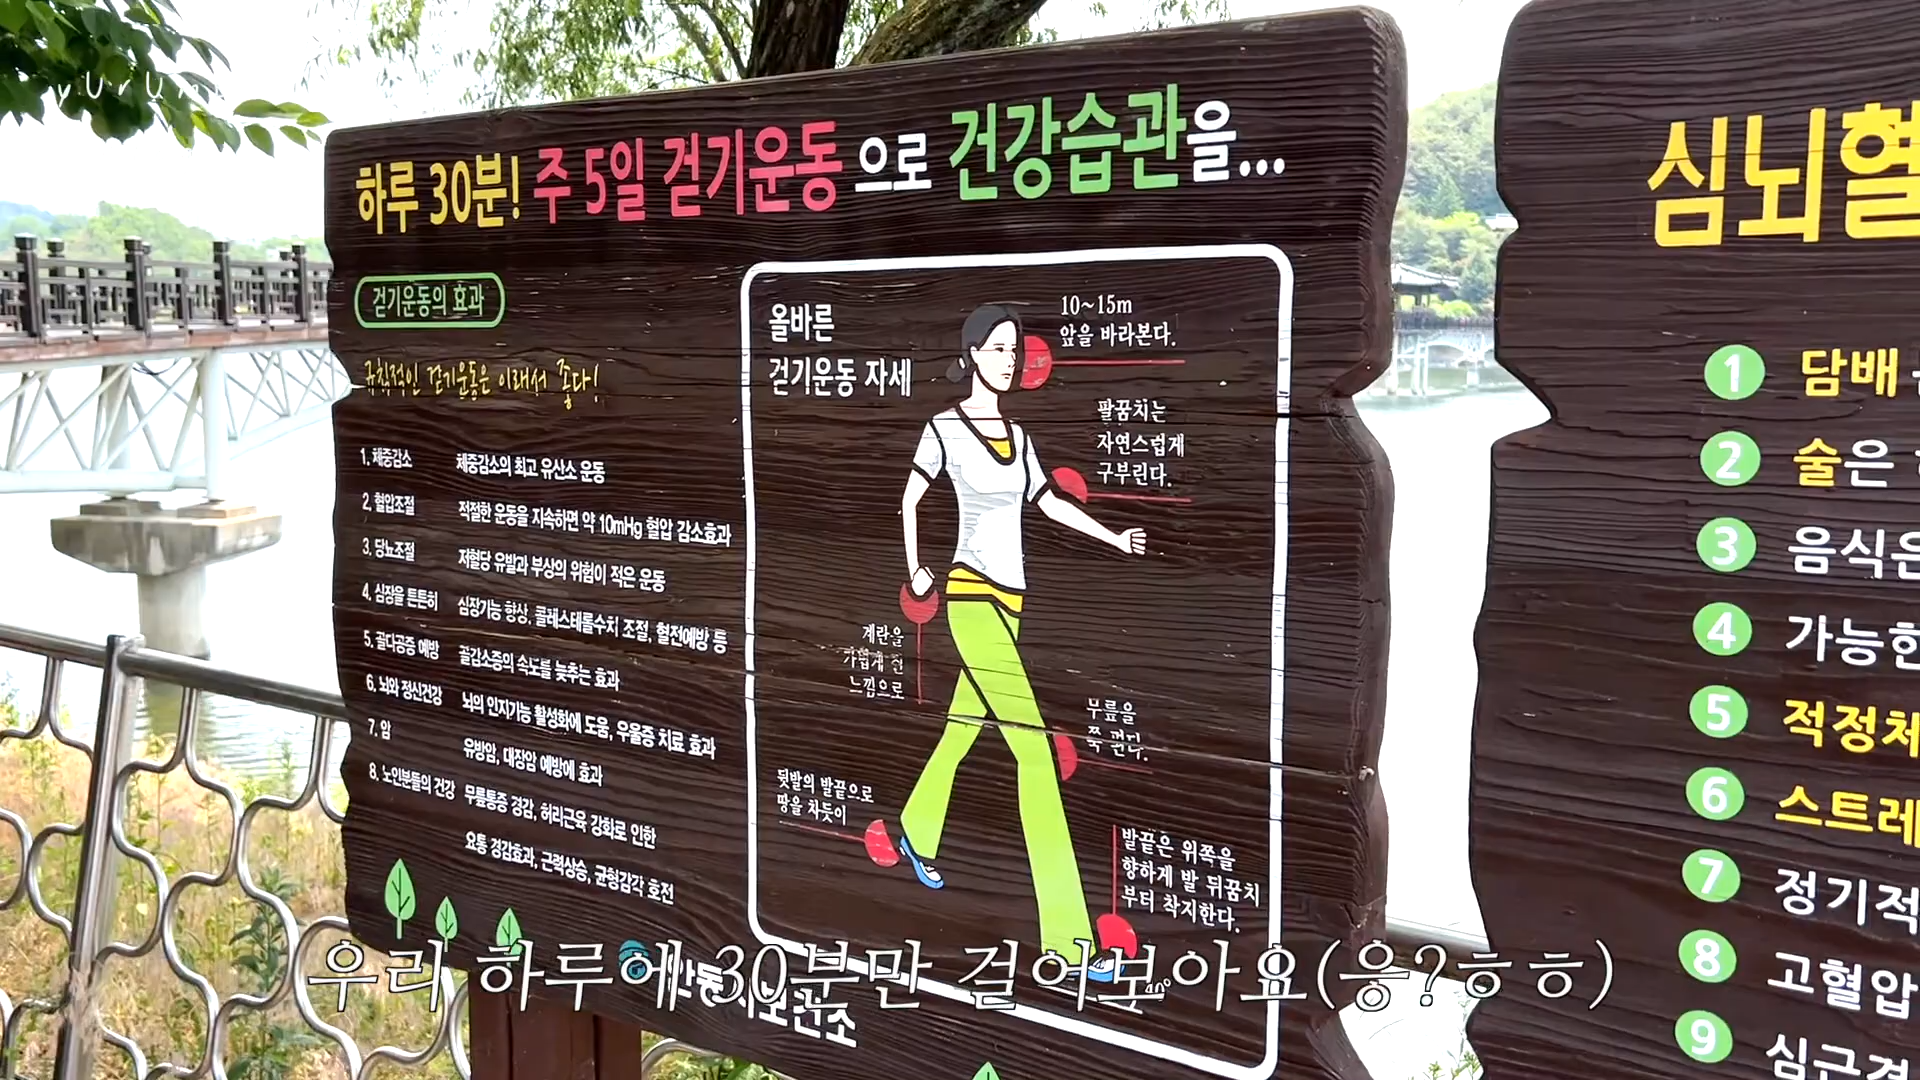 yUrUm
하루 30분! 주 5일 걷기운동 으로 건강습관을...
걷기운동의 효과
규칙적인 걷기운동은 이래서 좋다!
1. 체중감소 체중감소의 최고 유산소 운동
2. 혈압조절 적절한 운동을 지속하면 약 10mHg 혈압 감소효과
3. 당뇨조절 저혈당 유발과 부상의 위험이 적은 운동
4. 심장을 튼튼히 심장기능 향상, 콜레스테롤수치 조절, 혈전예방 등
5. 골다공증 예방 골감소증의 속도를 늦추는 효과
6. 뇌와 정신건강 뇌의 인지기능 활성화에 도움, 우울증 치료 효과
7. 암 유방암, 대장암 예방에 효과
8. 노인분들의 건강 무릎통증 경감, 허리근육 강화로 인한
요통 경감효과, 근력상승, 균형감각 호전
올바른
걷기운동 자세
10~15m
앞을 바라본다.
팔꿈치는
자연스럽게
구부린다.
계란을
가볍게 쥔
느낌으로
무릎을
쭉 편다.
뒷발의 발끝으로
땅을 차듯이
발끝은 위쪽을
향하게 발 뒤꿈치
부터 착지한다.
40°
안동시보건소
심뇌혈
1 담배
2 술은
3 음식은
4 가능한
5 적정체
6 스트레
7 정기적
8 고혈압
9 심근경
우리 하루에 30분만 걸어보아요(응?ㅎㅎ)